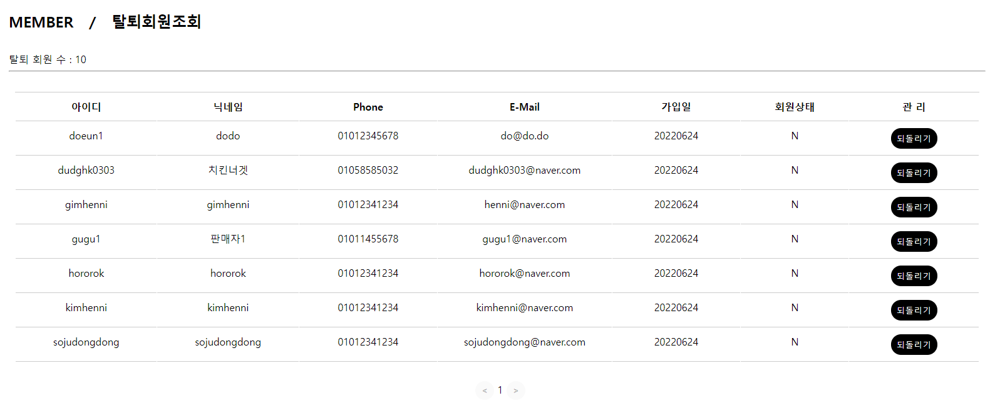 MEMBER / 탈퇴회원조회
탈퇴 회원 수 : 10
아이디 닉네임 Phone E-Mail 가입일 회원상태 관 리
doeun1 dodo 01012345678 do@do.do 20220624 N 되돌리기
dudghk0303 치킨너겟 01058585032 dudghk0303@naver.com 20220624 N 되돌리기
gimhenni gimhenni 01012341234 henni@naver.com 20220624 N 되돌리기
gugu1 판매자1 01011455678 gugu1@naver.com 20220624 N 되돌리기
hororok hororok 01012341234 hororok@naver.com 20220624 N 되돌리기
kimhenni kimhenni 01012341234 kimhenni@naver.com 20220624 N 되돌리기
sojudongdong sojudongdong 01012341234 sojudongdong@naver.com 20220624 N 되돌리기
< 1 >